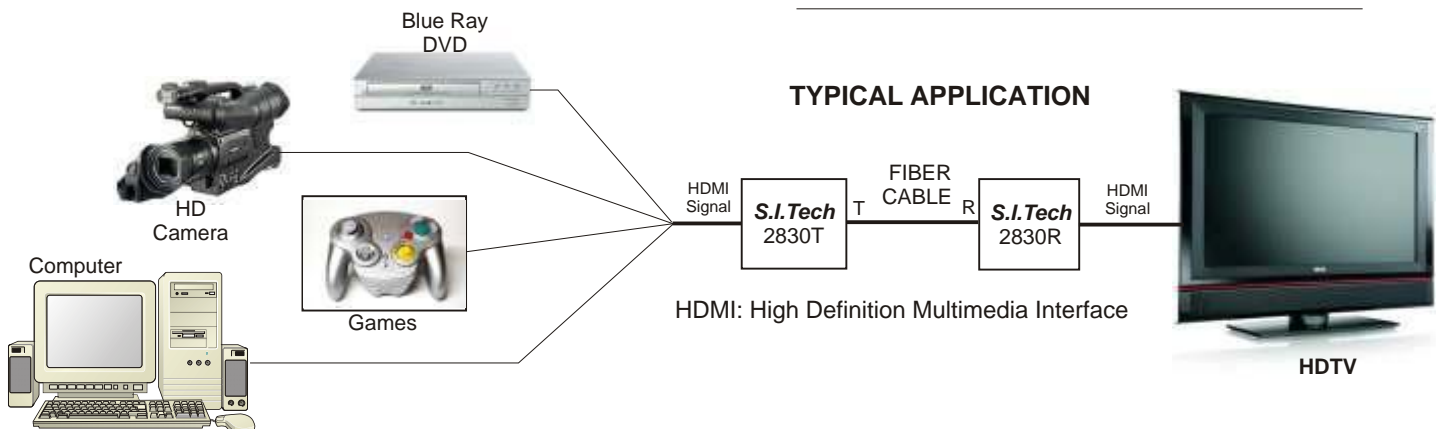 Blue Ray
DVD
TYPICAL APPLICATION
HD
Camera
Games
Computer
HDMI
Signal
S.I.Tech
2830T
T
FIBER
CABLE
R
S.I.Tech
2830R
HDMI
Signal
HDMI: High Definition Multimedia Interface
HDTV